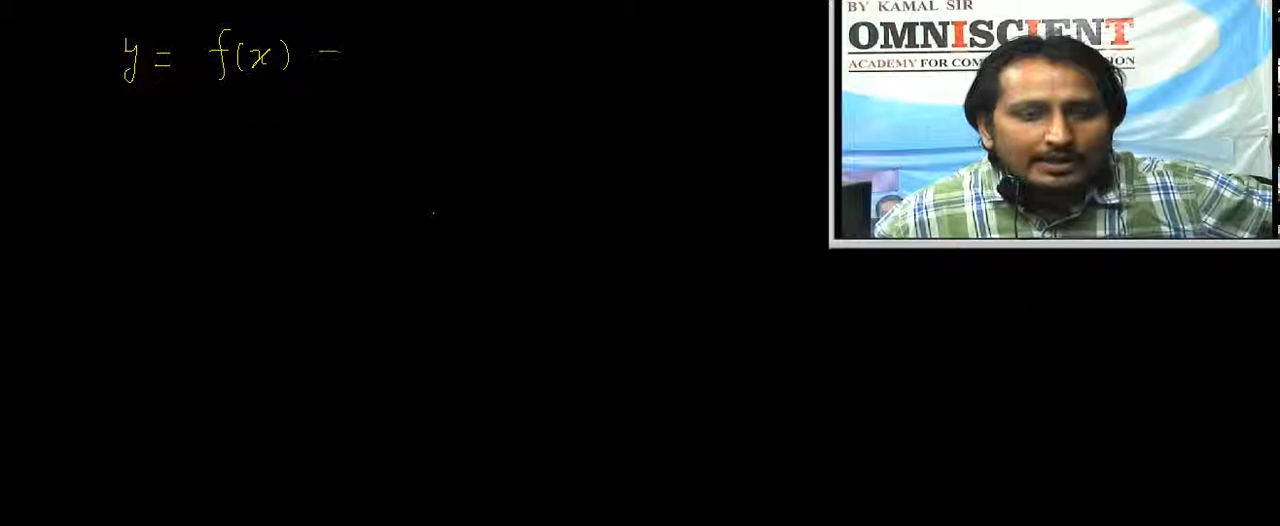 y = f(x) =
BY KAMAL SIR
OMNISCIENT
ACADEMY FOR COM
ION